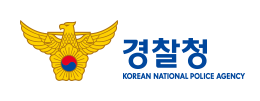 경찰청
KOREAN NATIONAL POLICE AGENCY